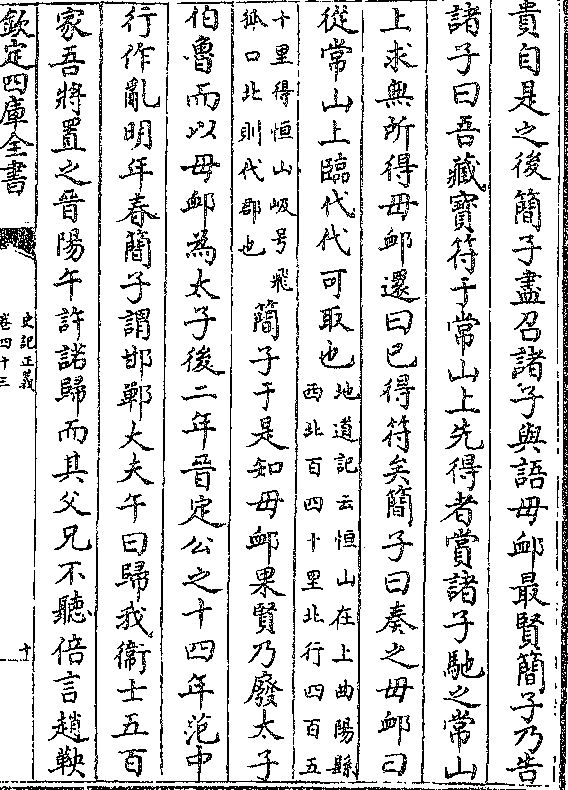 貴自是之後簡子盡召諸子與語毋卹最賢簡子乃告
諸子曰吾藏寶符于常山上先得者賞諸子馳之常山
上求無所得毋卹還曰已得符矣簡子曰奏之毋卹曰
從常山上臨代代可取也
地道記云恒山在上曲陽縣
西北百四十里北行四百五
十里得恒山岋号飛
狐口北則代郡也
簡子于是知毋卹果賢乃廢太子
伯魯而以毋卹為太子後二年晉定公之十四年范中
行作亂明年春簡子謂邯鄲大夫午曰歸我衛士五百
家吾將置之晉陽午許諾歸而其父兄不聽倍言趙鞅
欽定四庫全書
史記正義
卷四十三
十